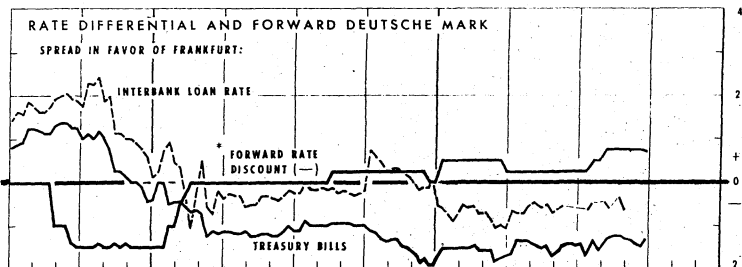 RATE DIFFERENTIAL AND FORWARD DEUTSCHE MARK
4
SPREAD IN FAVOR OF FRANKFURT:
INTERBANK LOAN RATE
2
* FORWARD RATE
DISCOUNT (—)
+
0
—
TREASURY BILLS
2